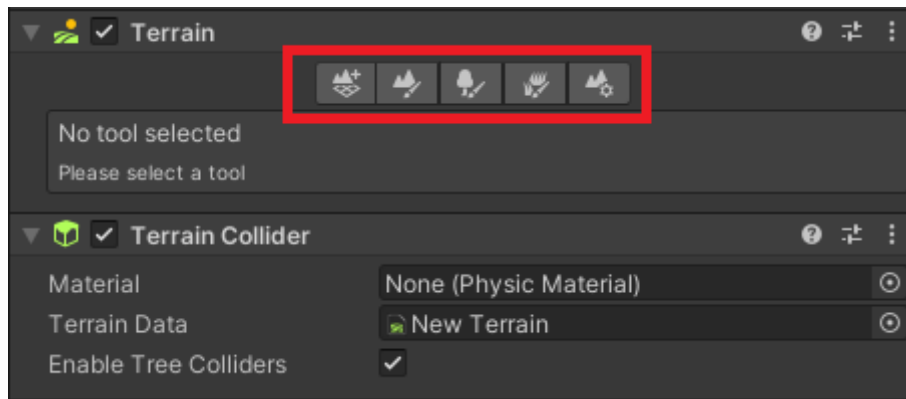 Terrain
No tool selected
Please select a tool
Terrain Collider
Material None (Physic Material)
Terrain Data New Terrain
Enable Tree Colliders